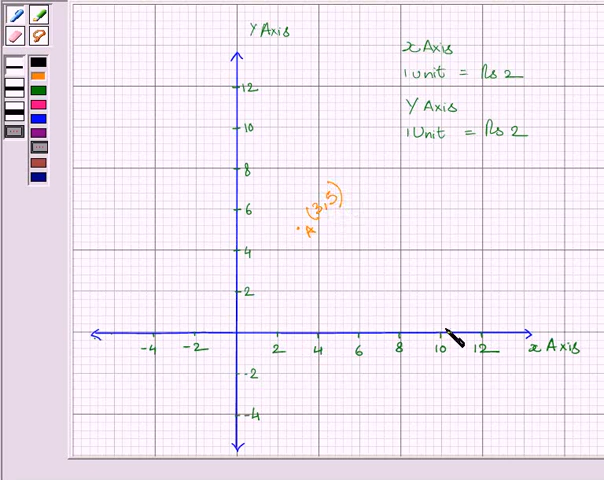 Y Axis
x Axis
1 unit = Rs 2
Y Axis
1 Unit = Rs 2
12
10
8
6
4
2
(3,5)
A
-4 -2 2 4 6 8 10 12 x Axis
-2
-4